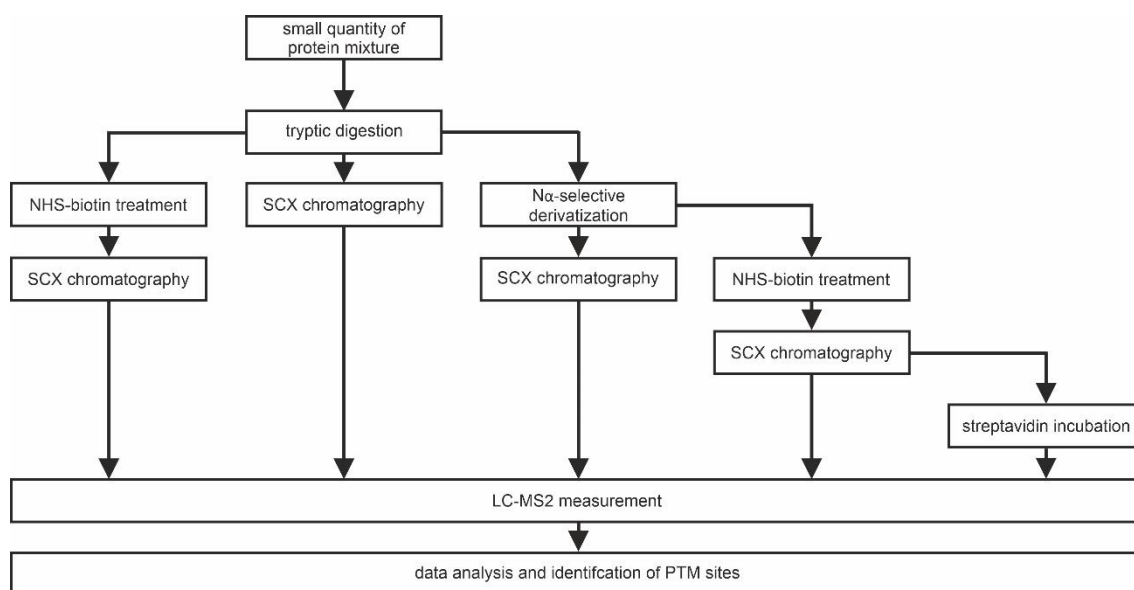 small quantity of
protein mixture
tryptic digestion
NHS-biotin treatment
SCX chromatography
Nα-selective
derivatization
SCX chromatography
SCX chromatography
NHS-biotin treatment
SCX chromatography
streptavidin incubation
LC-MS2 measurement
data analysis and identifcation of PTM sites